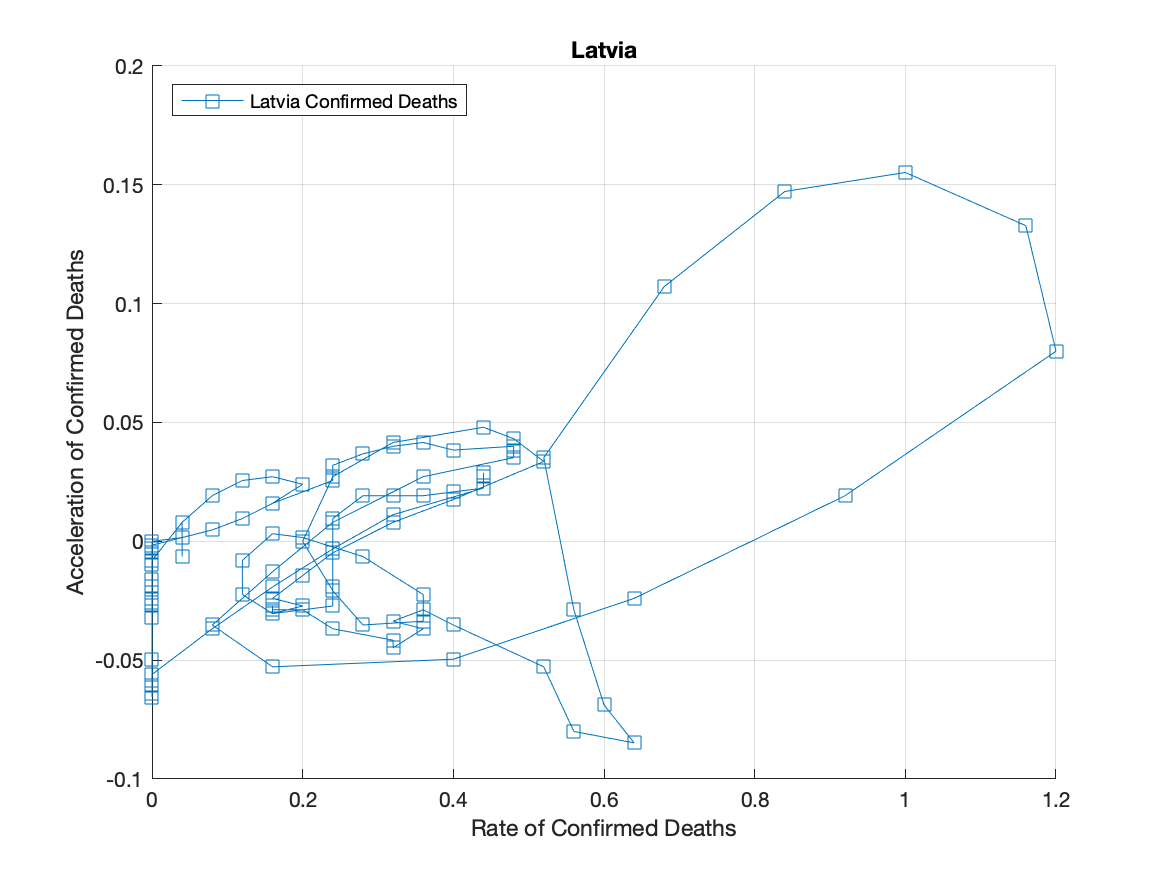 Latvia
0.2
Latvia Confirmed Deaths
0.15
0.1
0.05
0
-0.05
-0.1
Acceleration of Confirmed Deaths
0 0.2 0.4 0.6 0.8 1 1.2
Rate of Confirmed Deaths